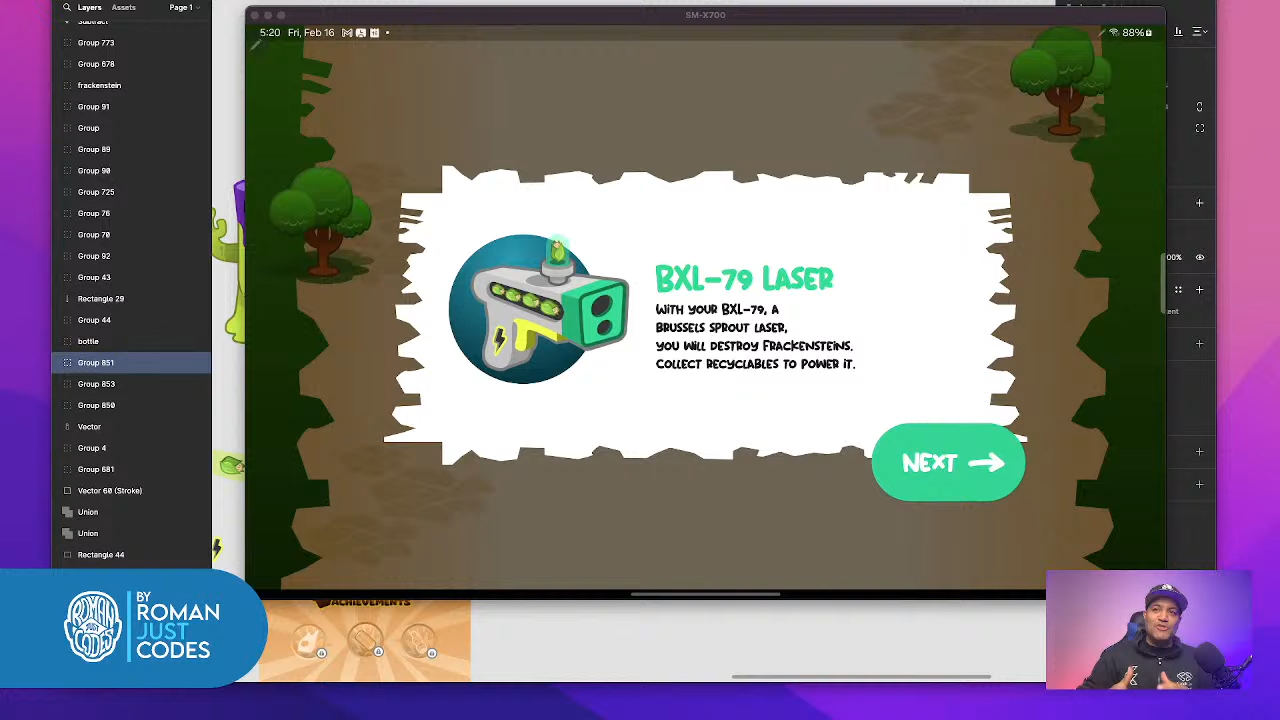 Layers Assets Page 1
Subtract
Group 773
Group 678
frackenstein
Group 91
Group
Group 89
Group 90
Group 725
Group 76
Group 70
Group 92
Group 43
Rectangle 29
Group 44
bottle
Group 851
Group 853
Group 850
Vector
Group 4
Group 681
Vector 60 (Stroke)
Union
Union
Rectangle 44
SM-X700
5:20 Fri, Feb 16
88%
BXL-79 LASER
WITH YOUR BXL-79, A
BRUSSELS SPROUT LASER,
YOU WILL DESTROY FRACKENSTEINS.
COLLECT RECYCLABLES TO POWER IT.
NEXT
ACHIEVEMENTS
ROMAN
CODES
BY
ROMAN
JUST
CODES